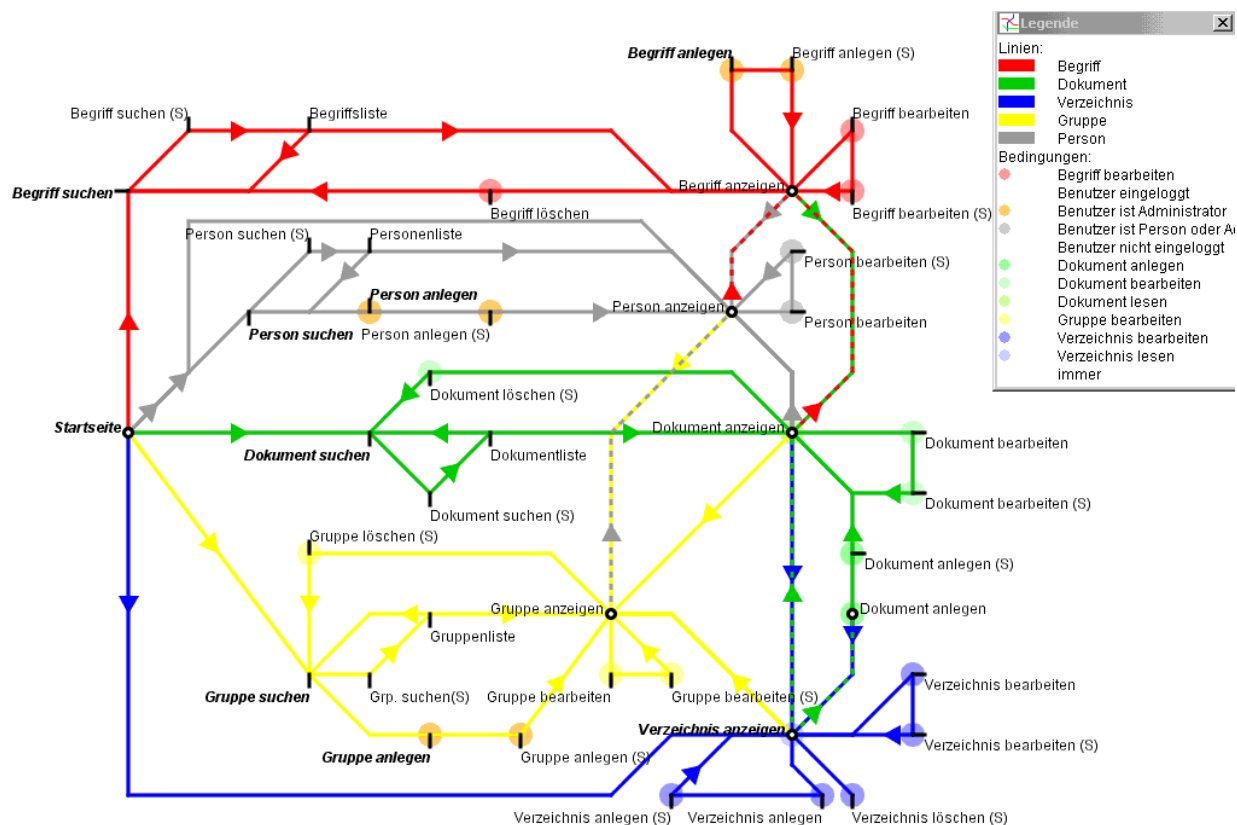 Begriff anlegen
Begriff anlegen (S)
Begriff suchen (S)
Begriffsliste
Begriff bearbeiten
Begriff suchen
Begriff anzeigen
Begriff löschen
Begriff bearbeiten (S)
Person suchen (S)
Personenliste
Person bearbeiten (S)
Person anlegen
Person anzeigen
Person suchen
Person anlegen (S)
Person bearbeiten
Dokument löschen (S)
Startseite
Dokument anzeigen
Dokument bearbeiten
Dokument suchen
Dokumentliste
Dokument bearbeiten (S)
Dokument suchen (S)
Gruppe löschen (S)
Dokument anlegen (S)
Gruppe anzeigen
Dokument anlegen
Gruppenliste
Gruppe suchen
Grp. suchen(S)
Gruppe bearbeiten
Gruppe bearbeiten (S)
Verzeichnis bearbeiten
Verzeichnis anzeigen
Gruppe anlegen
Gruppe anlegen (S)
Verzeichnis bearbeiten (S)
Verzeichnis anlegen (S)
Verzeichnis anlegen
Verzeichnis löschen (S)
Legende
Linien:
Begriff
Dokument
Verzeichnis
Gruppe
Person
Bedingungen:
Begriff bearbeiten
Benutzer eingeloggt
Benutzer ist Administrator
Benutzer ist Person oder Ac
Benutzer nicht eingeloggt
Dokument anlegen
Dokument bearbeiten
Dokument lesen
Gruppe bearbeiten
Verzeichnis bearbeiten
Verzeichnis lesen
immer